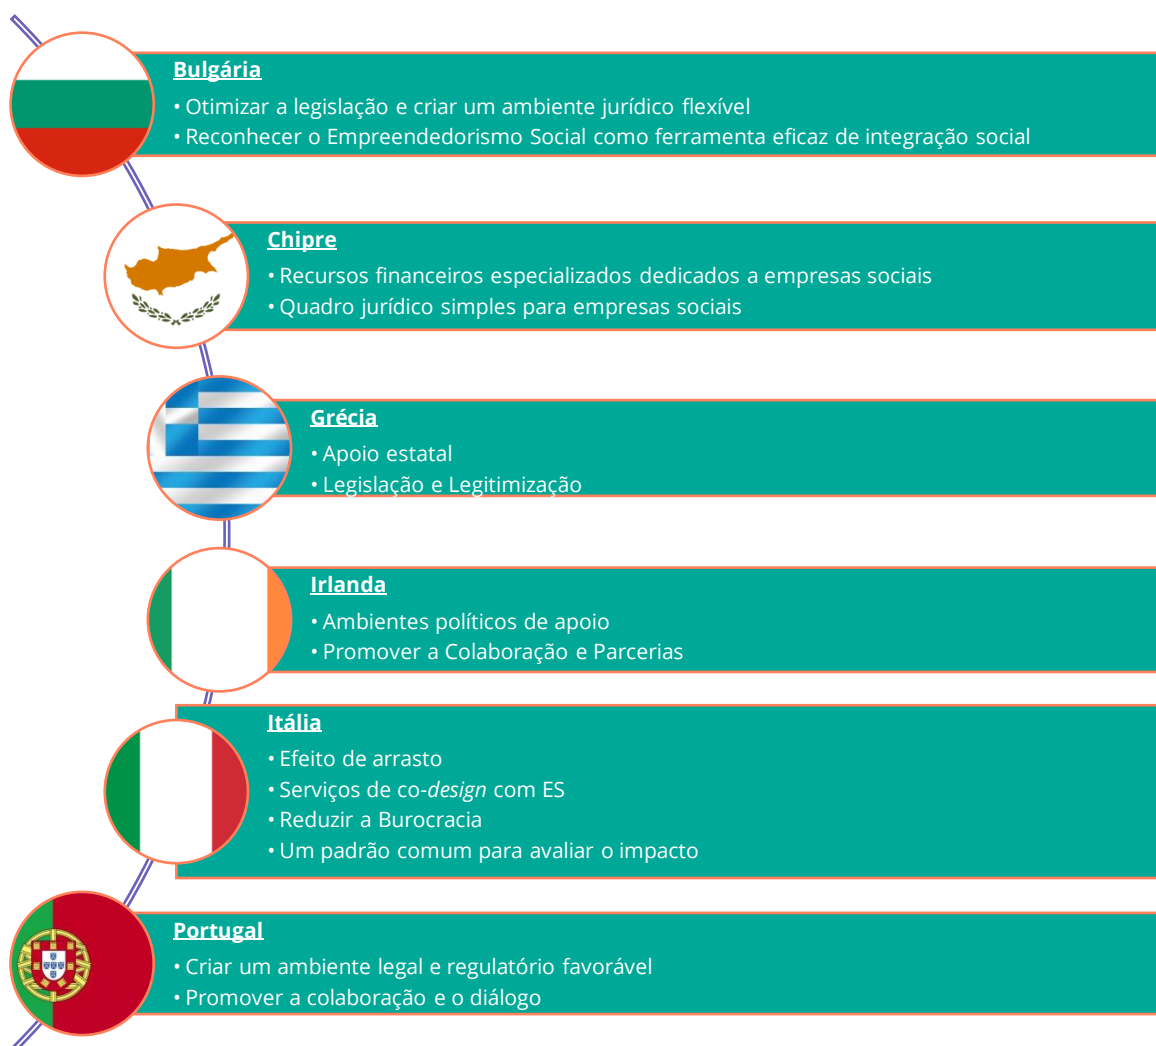 Bulgária
• Otimizar a legislação e criar um ambiente jurídico flexível
• Reconhecer o Empreendedorismo Social como ferramenta eficaz de integração social
Chipre
• Recursos financeiros especializados dedicados a empresas sociais
• Quadro jurídico simples para empresas sociais
Grécia
• Apoio estatal
• Legislação e Legitimização
Irlanda
• Ambientes políticos de apoio
• Promover a Colaboração e Parcerias
Itália
• Efeito de arrasto
• Serviços de co-design com ES
• Reduzir a Burocracia
• Um padrão comum para avaliar o impacto
Portugal
• Criar um ambiente legal e regulatório favorável
• Promover a colaboração e o diálogo